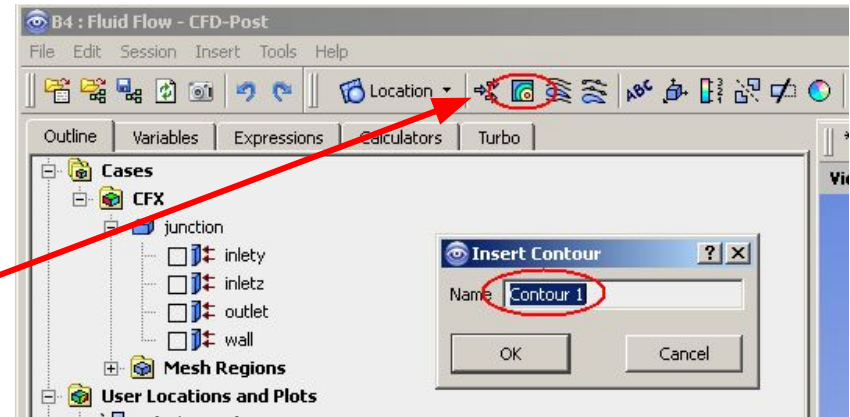 B4 : Fluid Flow - CFD-Post
File Edit Session Insert Tools Help
Location
ABC
Outline Variables Expressions Calculators Turbo
Cases
CFX
junction
inlety
inletz
outlet
wall
Mesh Regions
User Locations and Plots
Insert Contour
Name Contour 1
OK Cancel